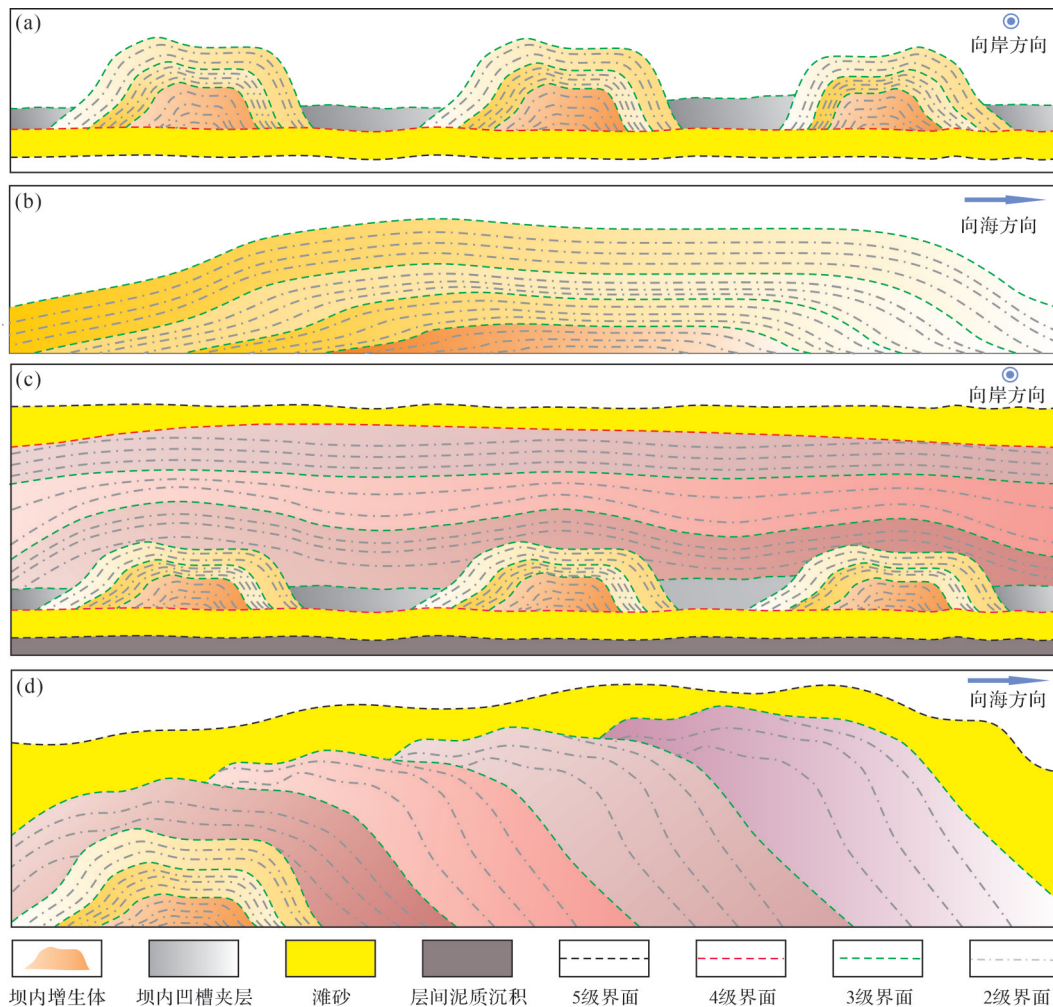 (a)
向岸方向
(b)
向海方向
(c)
向岸方向
(d)
向海方向
坝内增生体 坝内凹槽夹层 滩砂 层间泥质沉积 5级界面 4级界面 3级界面 2级界面